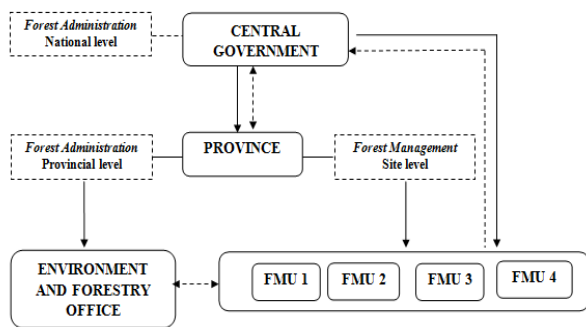 Forest Administration
National level
CENTRAL
GOVERNMENT
Forest Administration
Provincial level
PROVINCE
Forest Management
Site level
ENVIRONMENT
AND FORESTRY
OFFICE
FMU 1
FMU 2
FMU 3
FMU 4